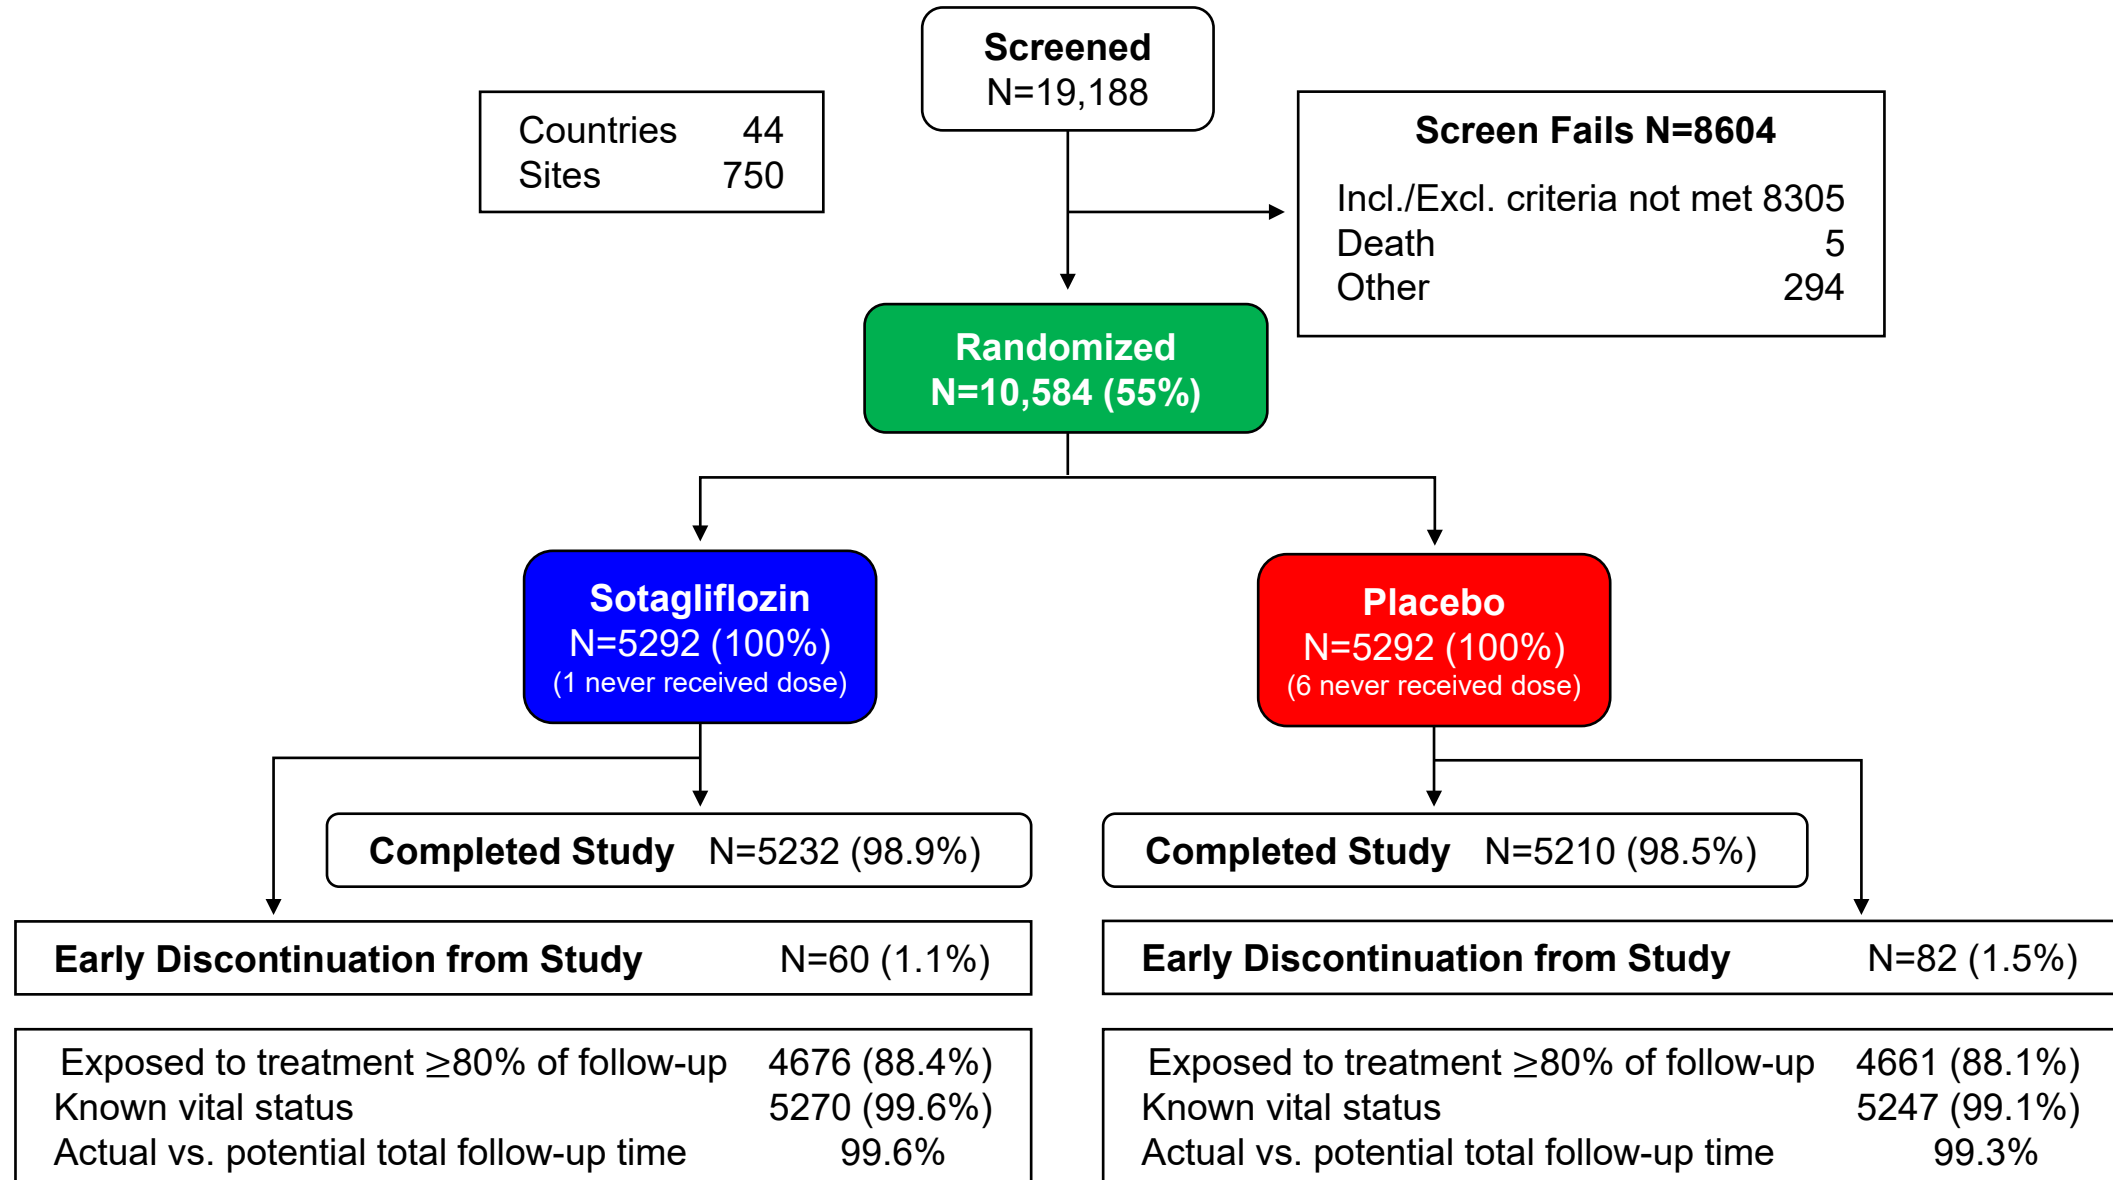 Screened
N=19,188
Countries 44
Sites 750
Screen Fails N=8604
Incl./Excl. criteria not met 8305
Death 5
Other 294
Randomized
N=10,584 (55%)
Sotagliflozin
N=5292 (100%)
(1 never received dose)
Placebo
N=5292 (100%)
(6 never received dose)
Completed Study N=5232 (98.9%)
Completed Study N=5210 (98.5%)
Early Discontinuation from Study N=60 (1.1%)
Early Discontinuation from Study N=82 (1.5%)
Exposed to treatment ≥80% of follow-up 4676 (88.4%)
Known vital status 5270 (99.6%)
Actual vs. potential total follow-up time 99.6%
Exposed to treatment ≥80% of follow-up 4661 (88.1%)
Known vital status 5247 (99.1%)
Actual vs. potential total follow-up time 99.3%